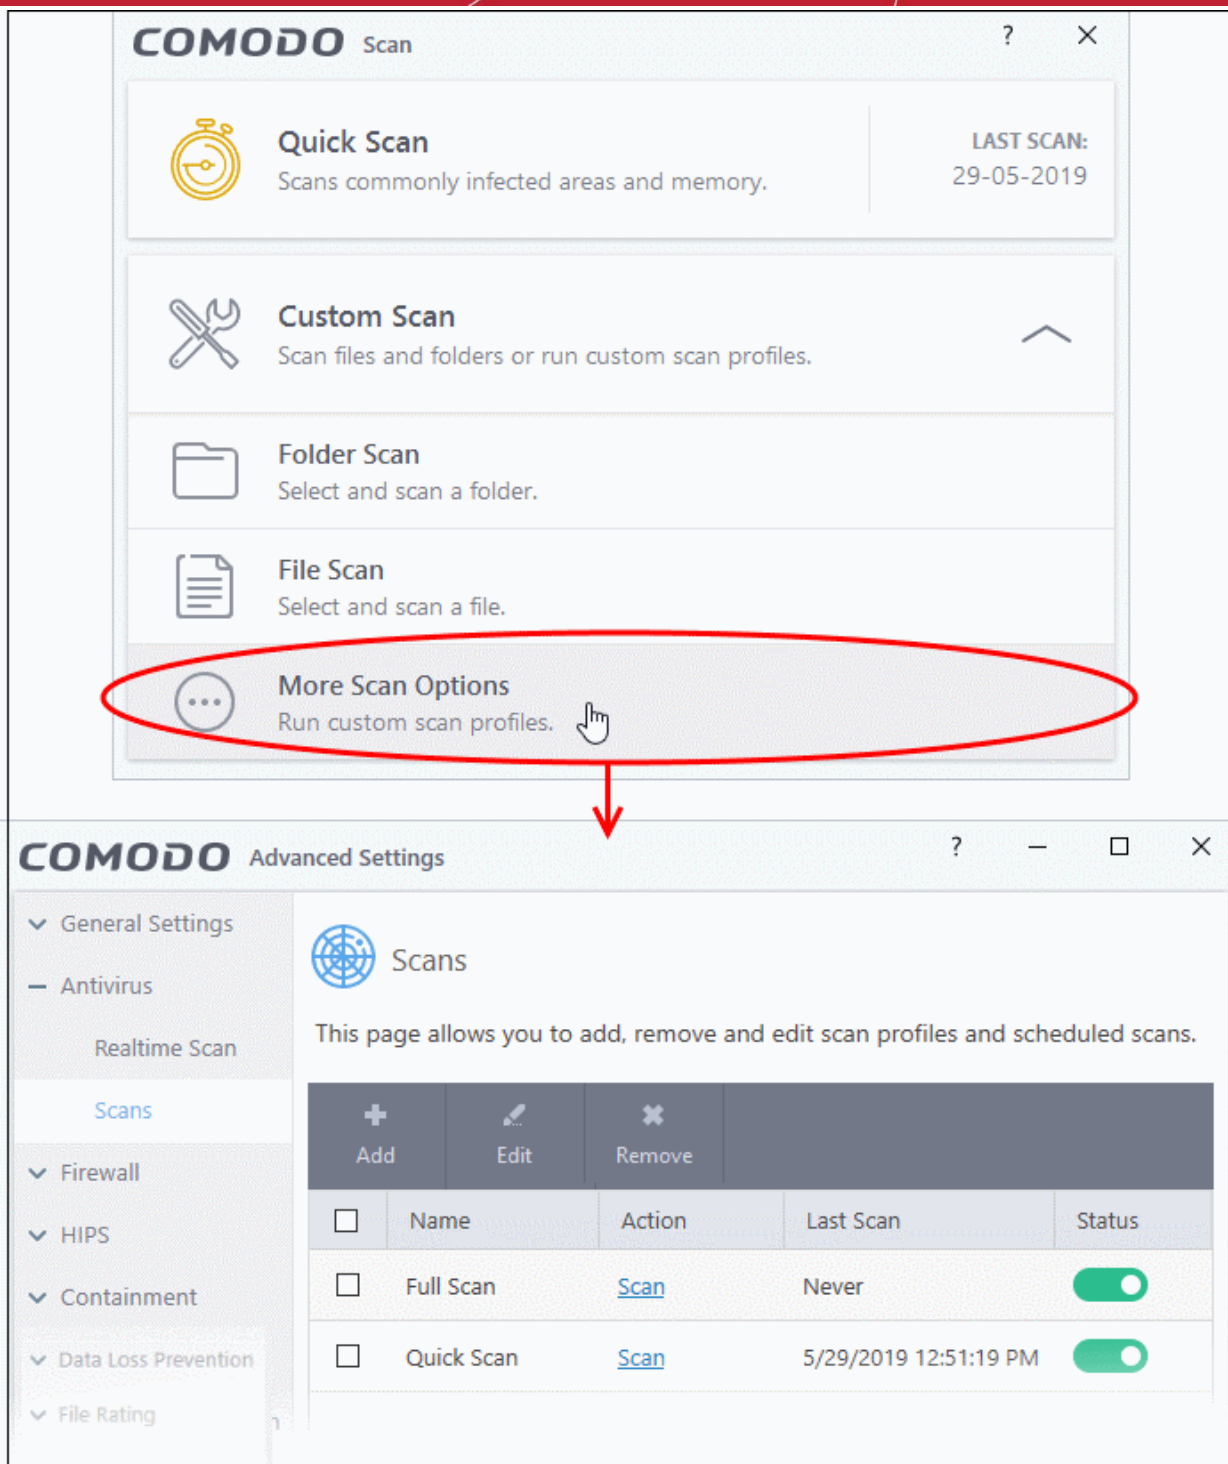 COMODO Scan ?
Quick Scan
Scans commonly infected areas and memory.
LAST SCAN:
29-05-2019
Custom Scan
Scan files and folders or run custom scan profiles.
Folder Scan
Select and scan a folder.
File Scan
Select and scan a file.
More Scan Options
Run custom scan profiles.
COMODO Advanced Settings ?
General Settings
Antivirus
Realtime Scan
Scans
Firewall
HIPS
Containment
Data Loss Prevention
File Rating
Scans
This page allows you to add, remove and edit scan profiles and scheduled scans.
Add Edit Remove
Name Action Last Scan Status
Full Scan Scan Never
Quick Scan Scan 5/29/2019 12:51:19 PM